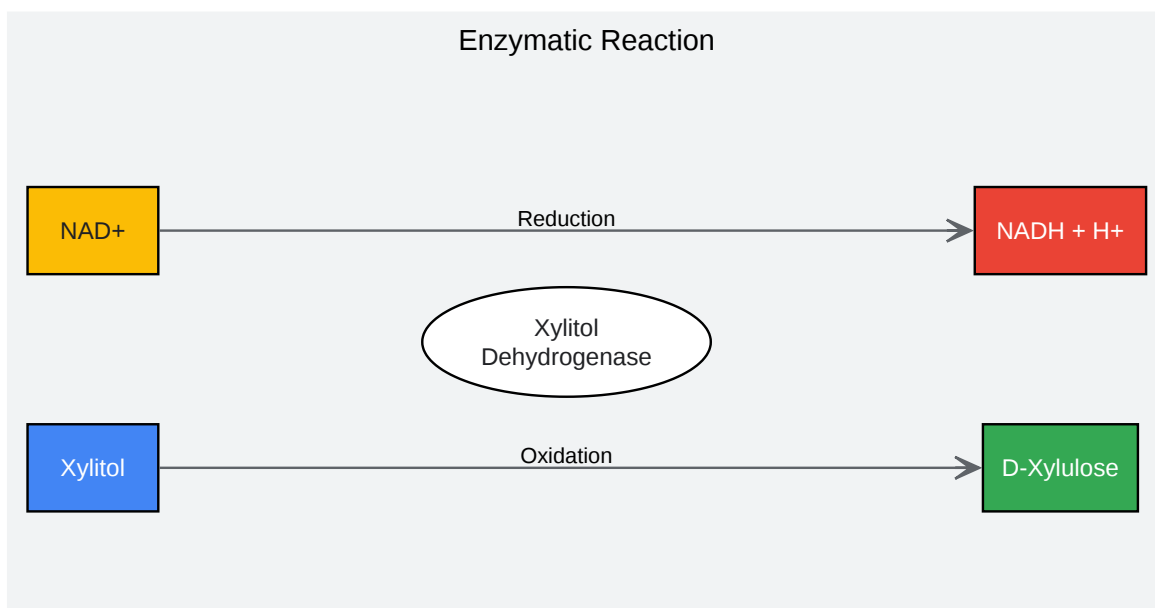 Enzymatic Reaction
NAD+
Reduction
NADH + H+
Xylitol
Dehydrogenase
Xylitol
Oxidation
D-Xylulose